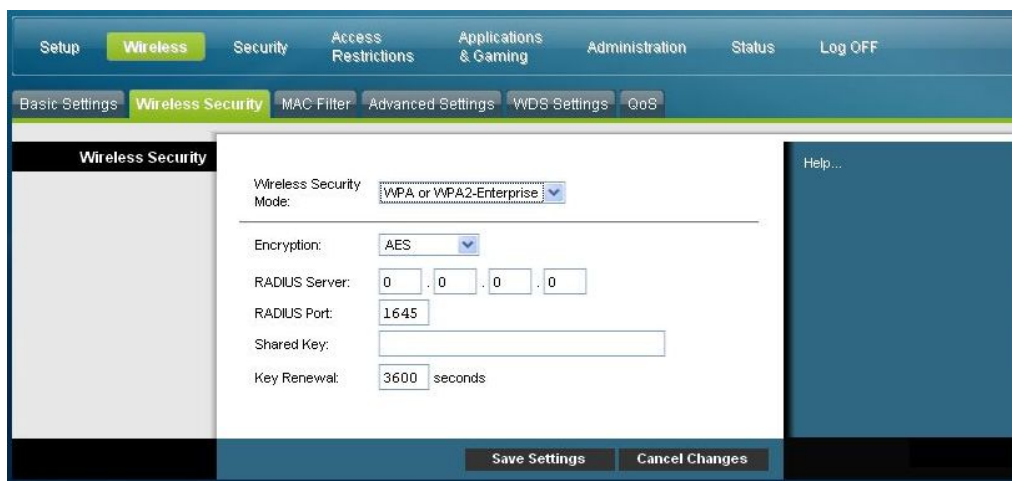 Setup Wireless Security Access Restrictions Applications & Gaming Administration Status Log OFF
Basic Settings Wireless Security MAC Filter Advanced Settings WDS Settings QoS
Wireless Security
Help...
Wireless Security Mode: WPA or WPA2-Enterprise
Encryption: AES
RADIUS Server: 0 . 0 . 0 . 0
RADIUS Port: 1645
Shared Key:
Key Renewal: 3600 seconds
Save Settings Cancel Changes